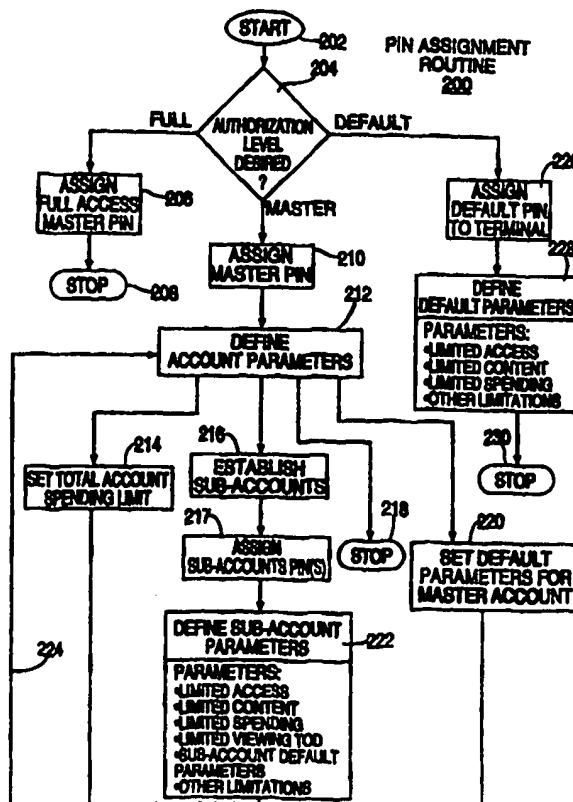 START
202
PIN ASSIGNMENT
ROUTINE
200
204
FULL
AUTHORIZATION
LEVEL
DESIRED
?
DEFAULT
MASTER
ASSIGN
FULL ACCESS
MASTER PIN
206
STOP
208
ASSIGN
MASTER PIN
210
226
ASSIGN
DEFAULT PIN
TO TERMINAL
228
DEFINE
DEFAULT PARAMETERS
PARAMETERS:
•LIMITED ACCESS
•LIMITED CONTENT
•LIMITED SPENDING
•OTHER LIMITATIONS
230
STOP
212
DEFINE
ACCOUNT PARAMETERS
214
SET TOTAL ACCOUNT
SPENDING LIMIT
216
ESTABLISH
SUB-ACCOUNTS
217
ASSIGN
SUB-ACCOUNTS PIN(S)
218
STOP
220
SET DEFAULT
PARAMETERS FOR
MASTER ACCOUNT
222
DEFINE SUB-ACCOUNT
PARAMETERS
PARAMETERS:
•LIMITED ACCESS
•LIMITED CONTENT
•LIMITED SPENDING
•LIMITED VIEWING TOD
•SUB-ACCOUNT DEFAULT
PARAMETERS
•OTHER LIMITATIONS
224